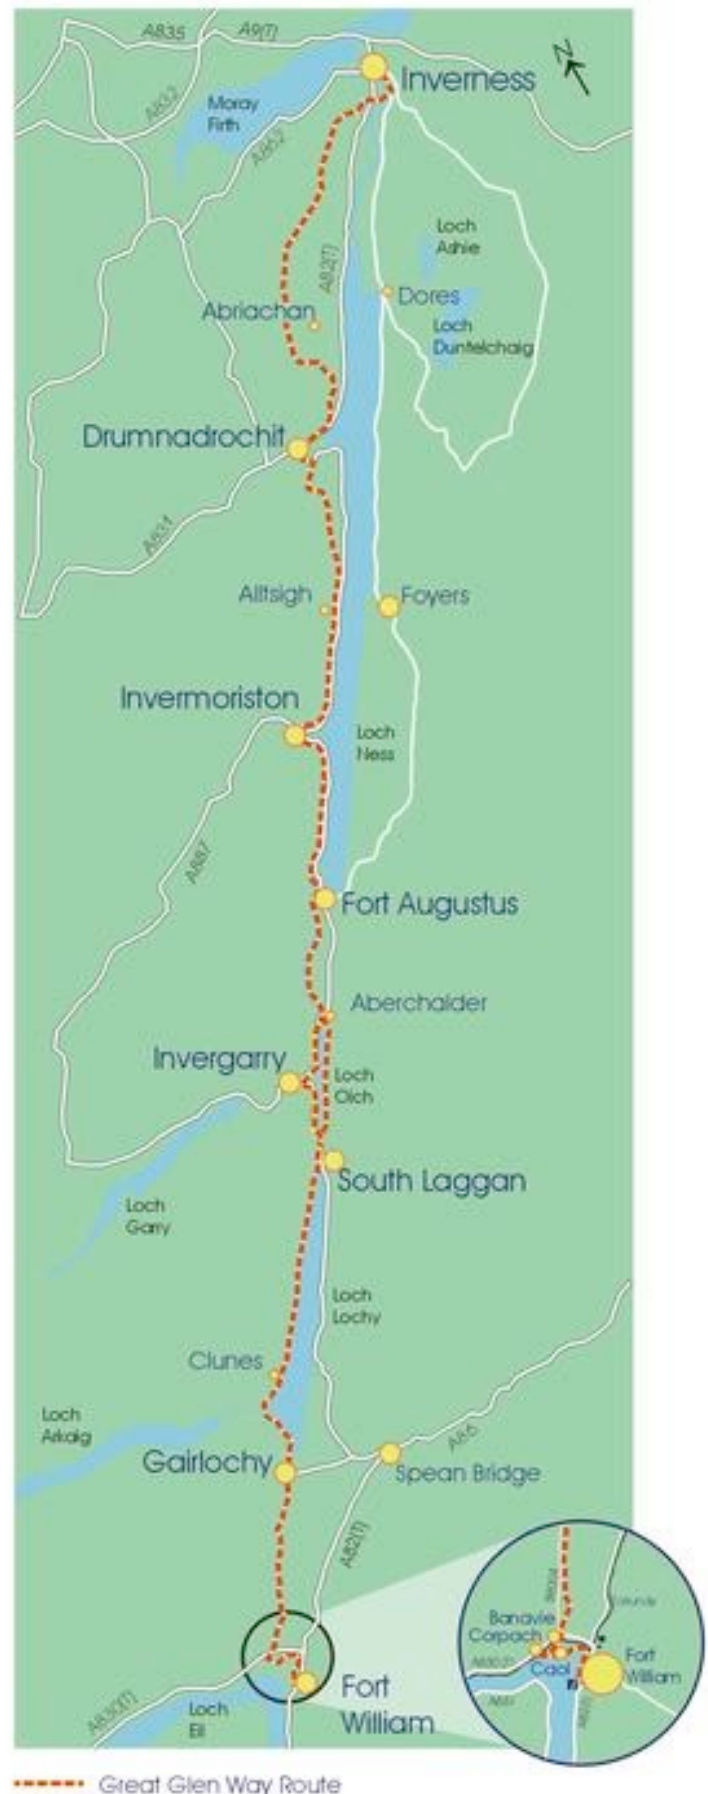 A835
A9(T)
N
Inverness
A832
Moray
Firth
A862
Loch
Ashie
A82(T)
Dores
Abriachan
Loch
Duntelchaig
Drumnadrochit
A831
Alltsigh
Foyers
Invermoriston
Loch
Ness
A887
Fort Augustus
Aberchalder
Invergarry
Loch
Oich
South Laggan
Loch
Garry
Loch
Lochy
Clunes
Loch
Arkaig
A86
Gairlochy
Spean Bridge
A82(T)
Banavie
Corpach
Caol
Fort
William
Fort
William
A830(T)
Loch
Eil
Great Glen Way Route